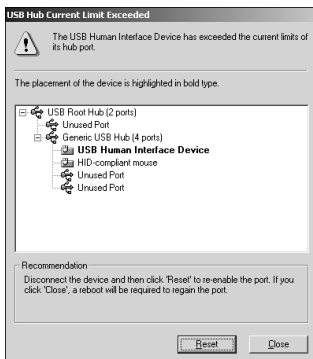 USB Hub Current Limit Exceeded
The USB Human Interface Device has exceeded the current limits of
its hub port.
The placement of the device is highlighted in bold type.
USB Root Hub (2 ports)
Unused Port
Generic USB Hub (4 ports)
USB Human Interface Device
HID-compliant mouse
Unused Port
Unused Port
Recommendation
Disconnect the device and then click 'Reset' to re-enable the port. If you
click 'Close', a reboot will be required to regain the port.
Reset
Close